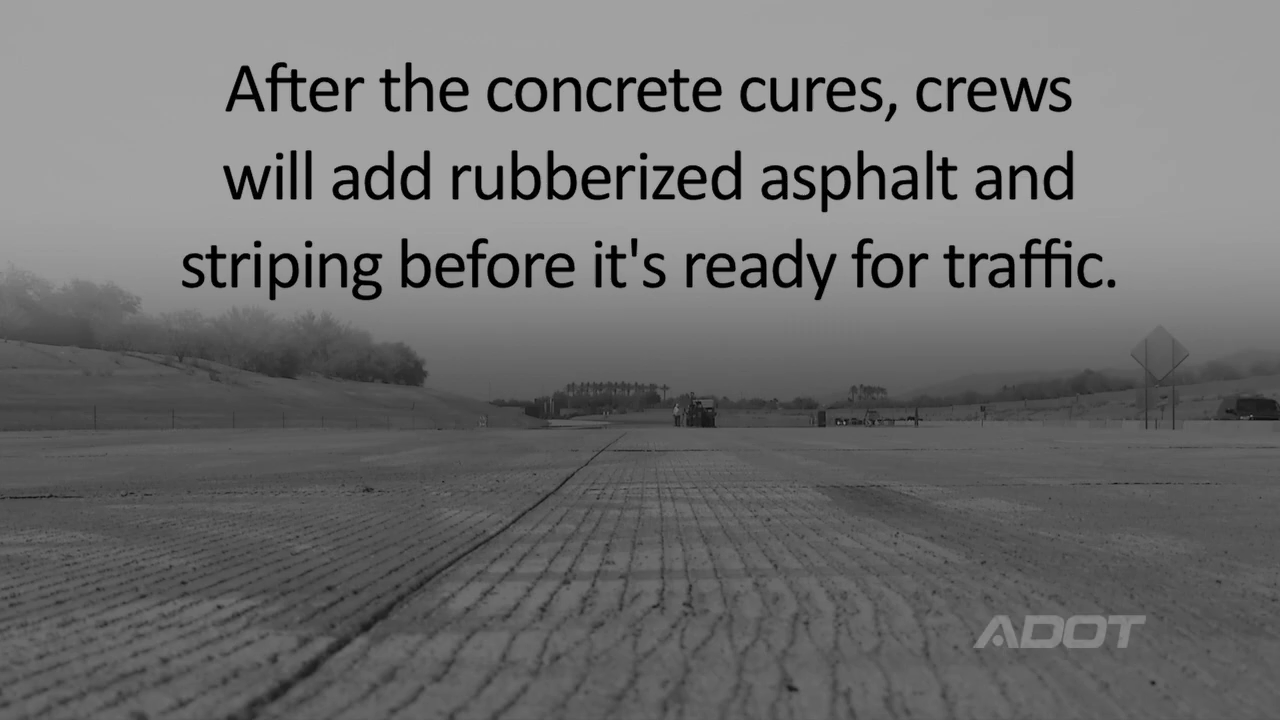 After the concrete cures, crews
will add rubberized asphalt and
striping before it's ready for traffic.
ADOT